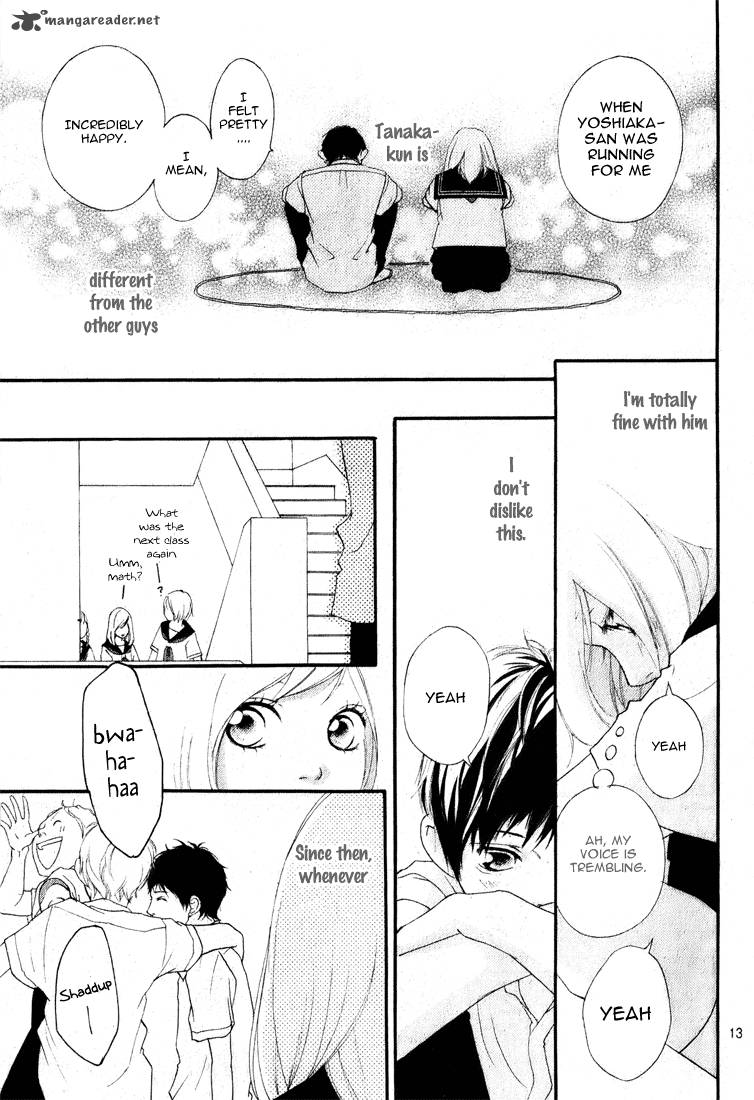 mangareader.net
WHEN
YOSHIAKA-
SAN WAS
RUNNING
FOR ME
I
FELT
PRETTY
....
I
MEAN,
INCREDIBLY
HAPPY.
Tanaka-
kun is
different
from the
other guys
I'm totally
fine with him
YEAH
AH, MY
VOICE IS
TREMBLING.
YEAH
I
don't
dislike
this.
YEAH
What
was the
next class
again
?
Umm,
math?
bwa-
ha-
haa
Since then,
whenever
Shaddup
13